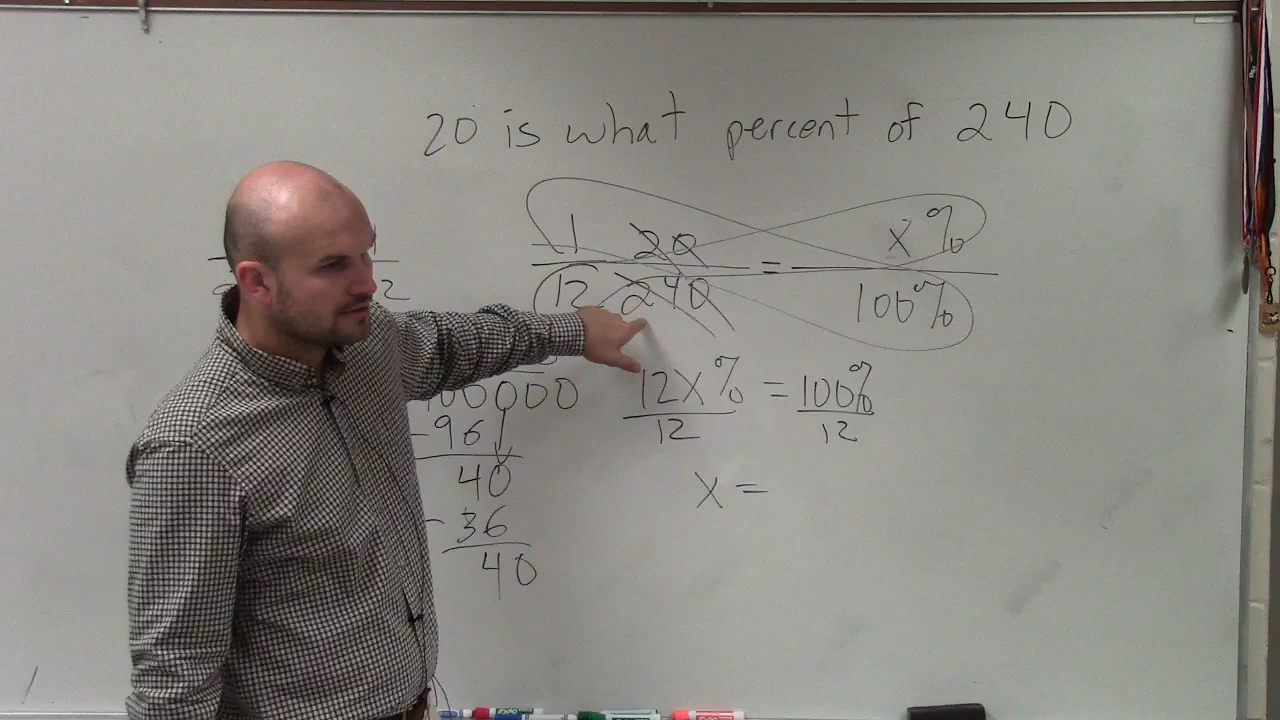 20 is what percent of 240
1 20 = x%
12 240 100%
12x% = 100%
12 12
x =
00000
-96
40
-36
40